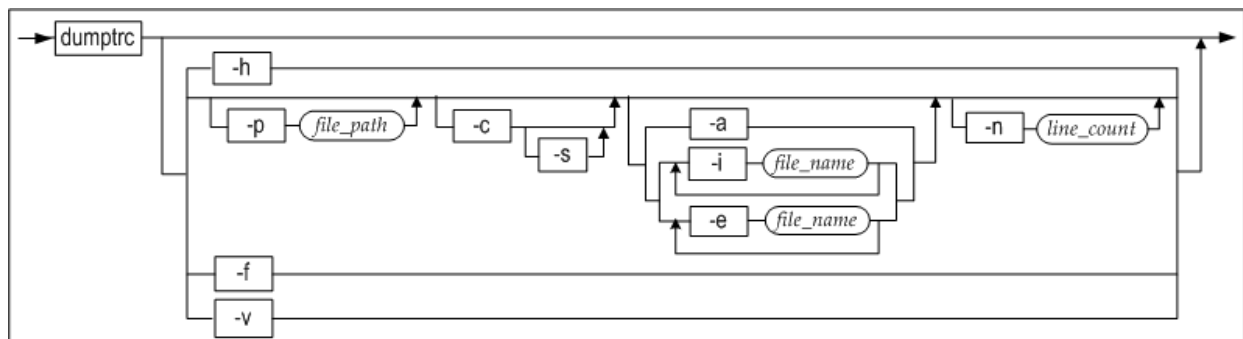 dumptrc
-h
-p file_path -c -s -a -n line_count
-i file_name
-e file_name
-f
-v